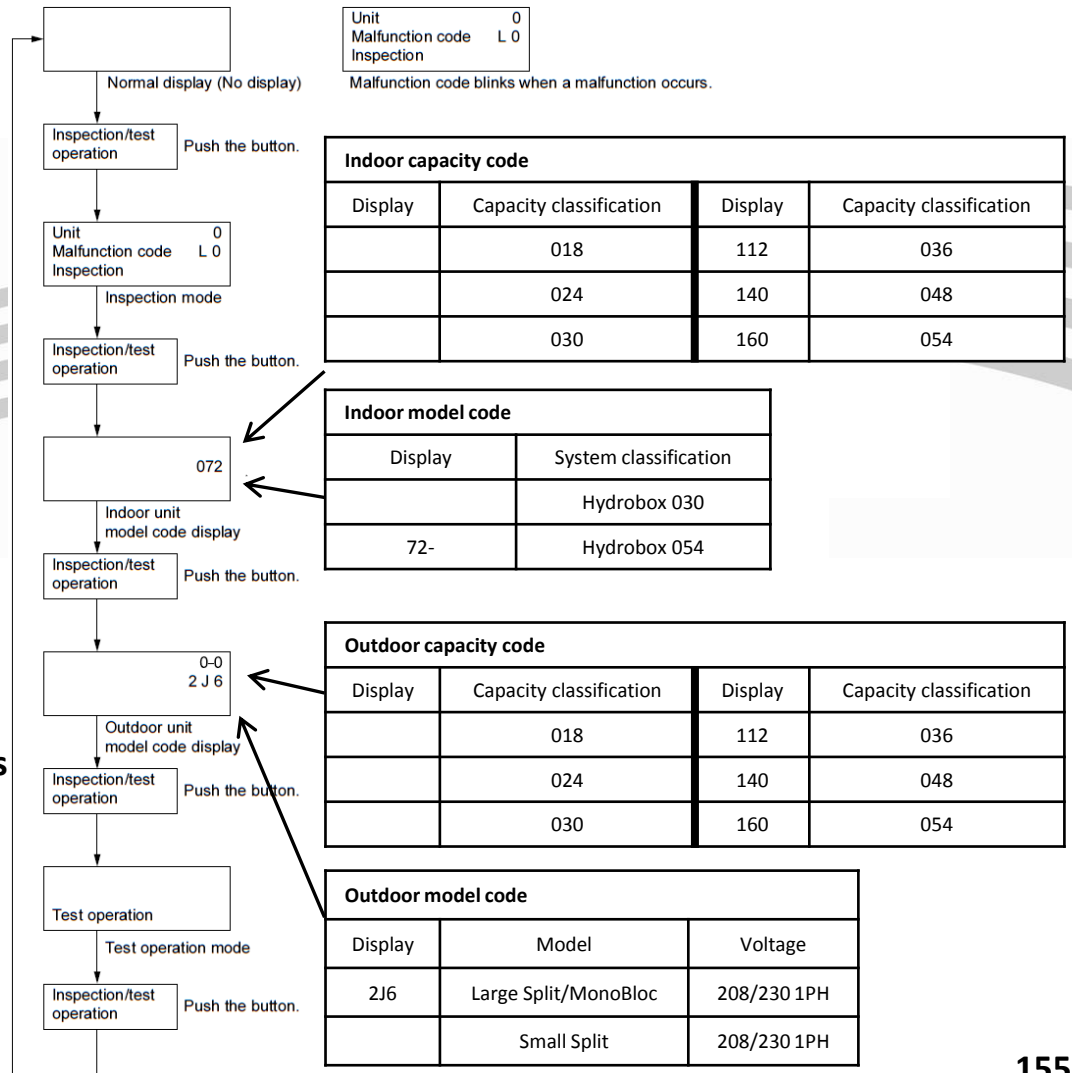 Unit 0
Malfunction code L 0
Inspection
Normal display (No display)
Malfunction code blinks when a malfunction occurs.
Inspection/test
operation
Push the button.
Unit 0
Malfunction code L 0
Inspection
Inspection mode
Inspection/test
operation
Push the button.
Indoor capacity code
Display Capacity classification Display Capacity classification
018 112 036
024 140 048
030 160 054
072
Indoor unit
model code display
Indoor model code
Display System classification
Hydrobox 030
72- Hydrobox 054
Inspection/test
operation
Push the button.
0-0
2 J 6
Outdoor unit
model code display
Outdoor capacity code
Display Capacity classification Display Capacity classification
018 112 036
024 140 048
030 160 054
s
Inspection/test
operation
Push the button.
Test operation
Test operation mode
Inspection/test
operation
Push the button.
Outdoor model code
Display Model Voltage
2J6 Large Split/MonoBloc 208/230 1PH
Small Split 208/230 1PH
155